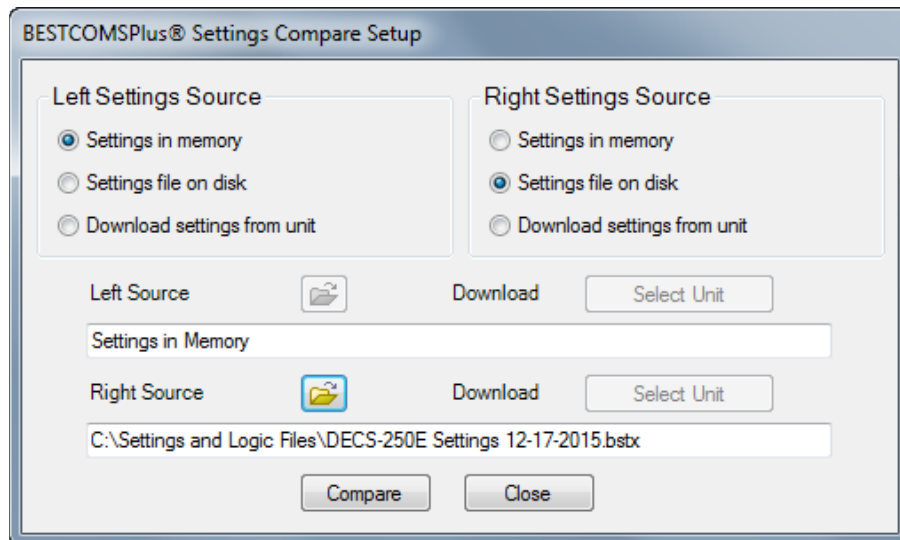 BESTCOMSPlus® Settings Compare Setup
Left Settings Source
Settings in memory
Settings file on disk
Download settings from unit
Right Settings Source
Settings in memory
Settings file on disk
Download settings from unit
Left Source Download Select Unit
Settings in Memory
Right Source Download Select Unit
C:\Settings and Logic Files\DECS-250E Settings 12-17-2015.bstx
Compare Close